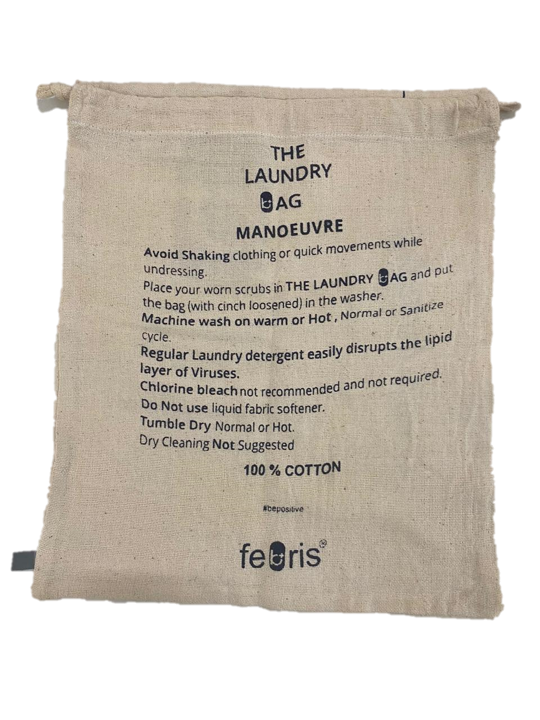 THE
LAUNDRY
BAG
MANOEUVRE
Avoid Shaking clothing or quick movements while
undressing.
Place your worn scrubs in THE LAUNDRY BAG and put
the bag (with cinch loosened) in the washer.
Machine wash on warm or Hot , Normal or Sanitize
cycle.
Regular Laundry detergent easily disrupts the lipid
layer of Viruses.
Chlorine bleach not recommended and not required.
Do Not use liquid fabric softener.
Tumble Dry Normal or Hot.
Dry Cleaning Not Suggested
100 % COTTON
#bepositive
febris